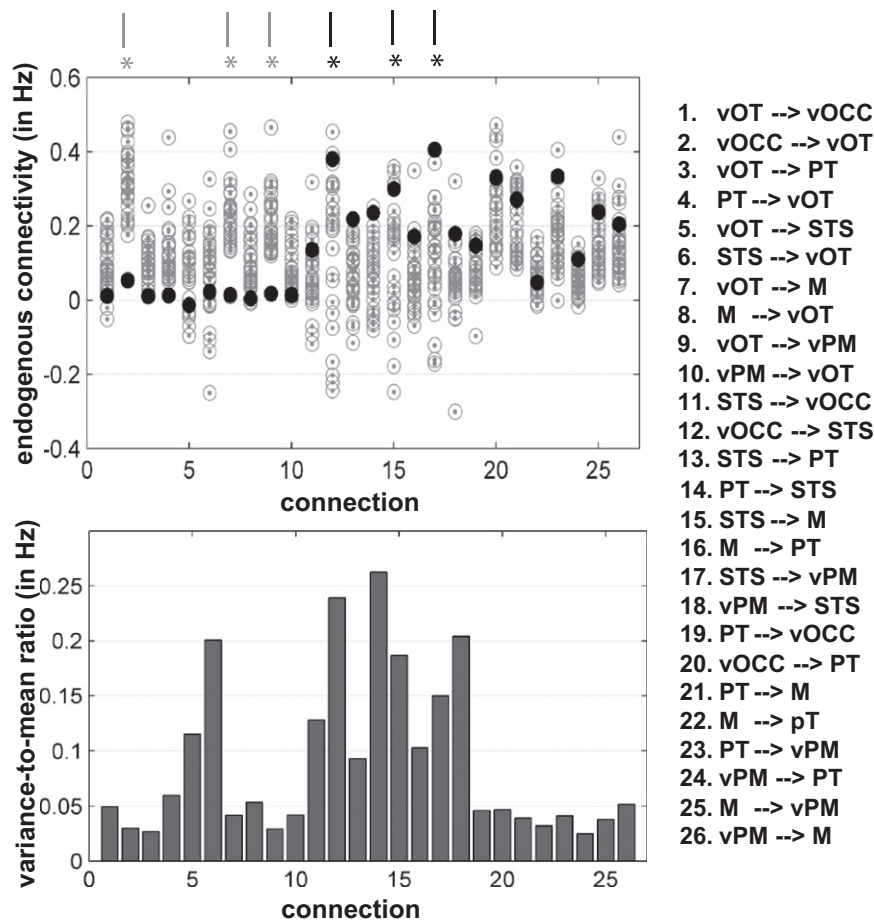 * * * * * *
endogenous connectivity (in Hz)
0.6
0.4
0.2
0
-0.2
-0.4
0 5 10 15 20 25
connection
variance-to-mean ratio (in Hz)
0.25
0.2
0.15
0.1
0.05
0
0 5 10 15 20 25
connection
1. vOT --> vOCC
2. vOCC --> vOT
3. vOT --> PT
4. PT --> vOT
5. vOT --> STS
6. STS --> vOT
7. vOT --> M
8. M --> vOT
9. vOT --> vPM
10. vPM --> vOT
11. STS --> vOCC
12. vOCC --> STS
13. STS --> PT
14. PT --> STS
15. STS --> M
16. M --> PT
17. STS --> vPM
18. vPM --> STS
19. PT --> vOCC
20. vOCC --> PT
21. PT --> M
22. M --> pT
23. PT --> vPM
24. vPM --> PT
25. M --> vPM
26. vPM --> M